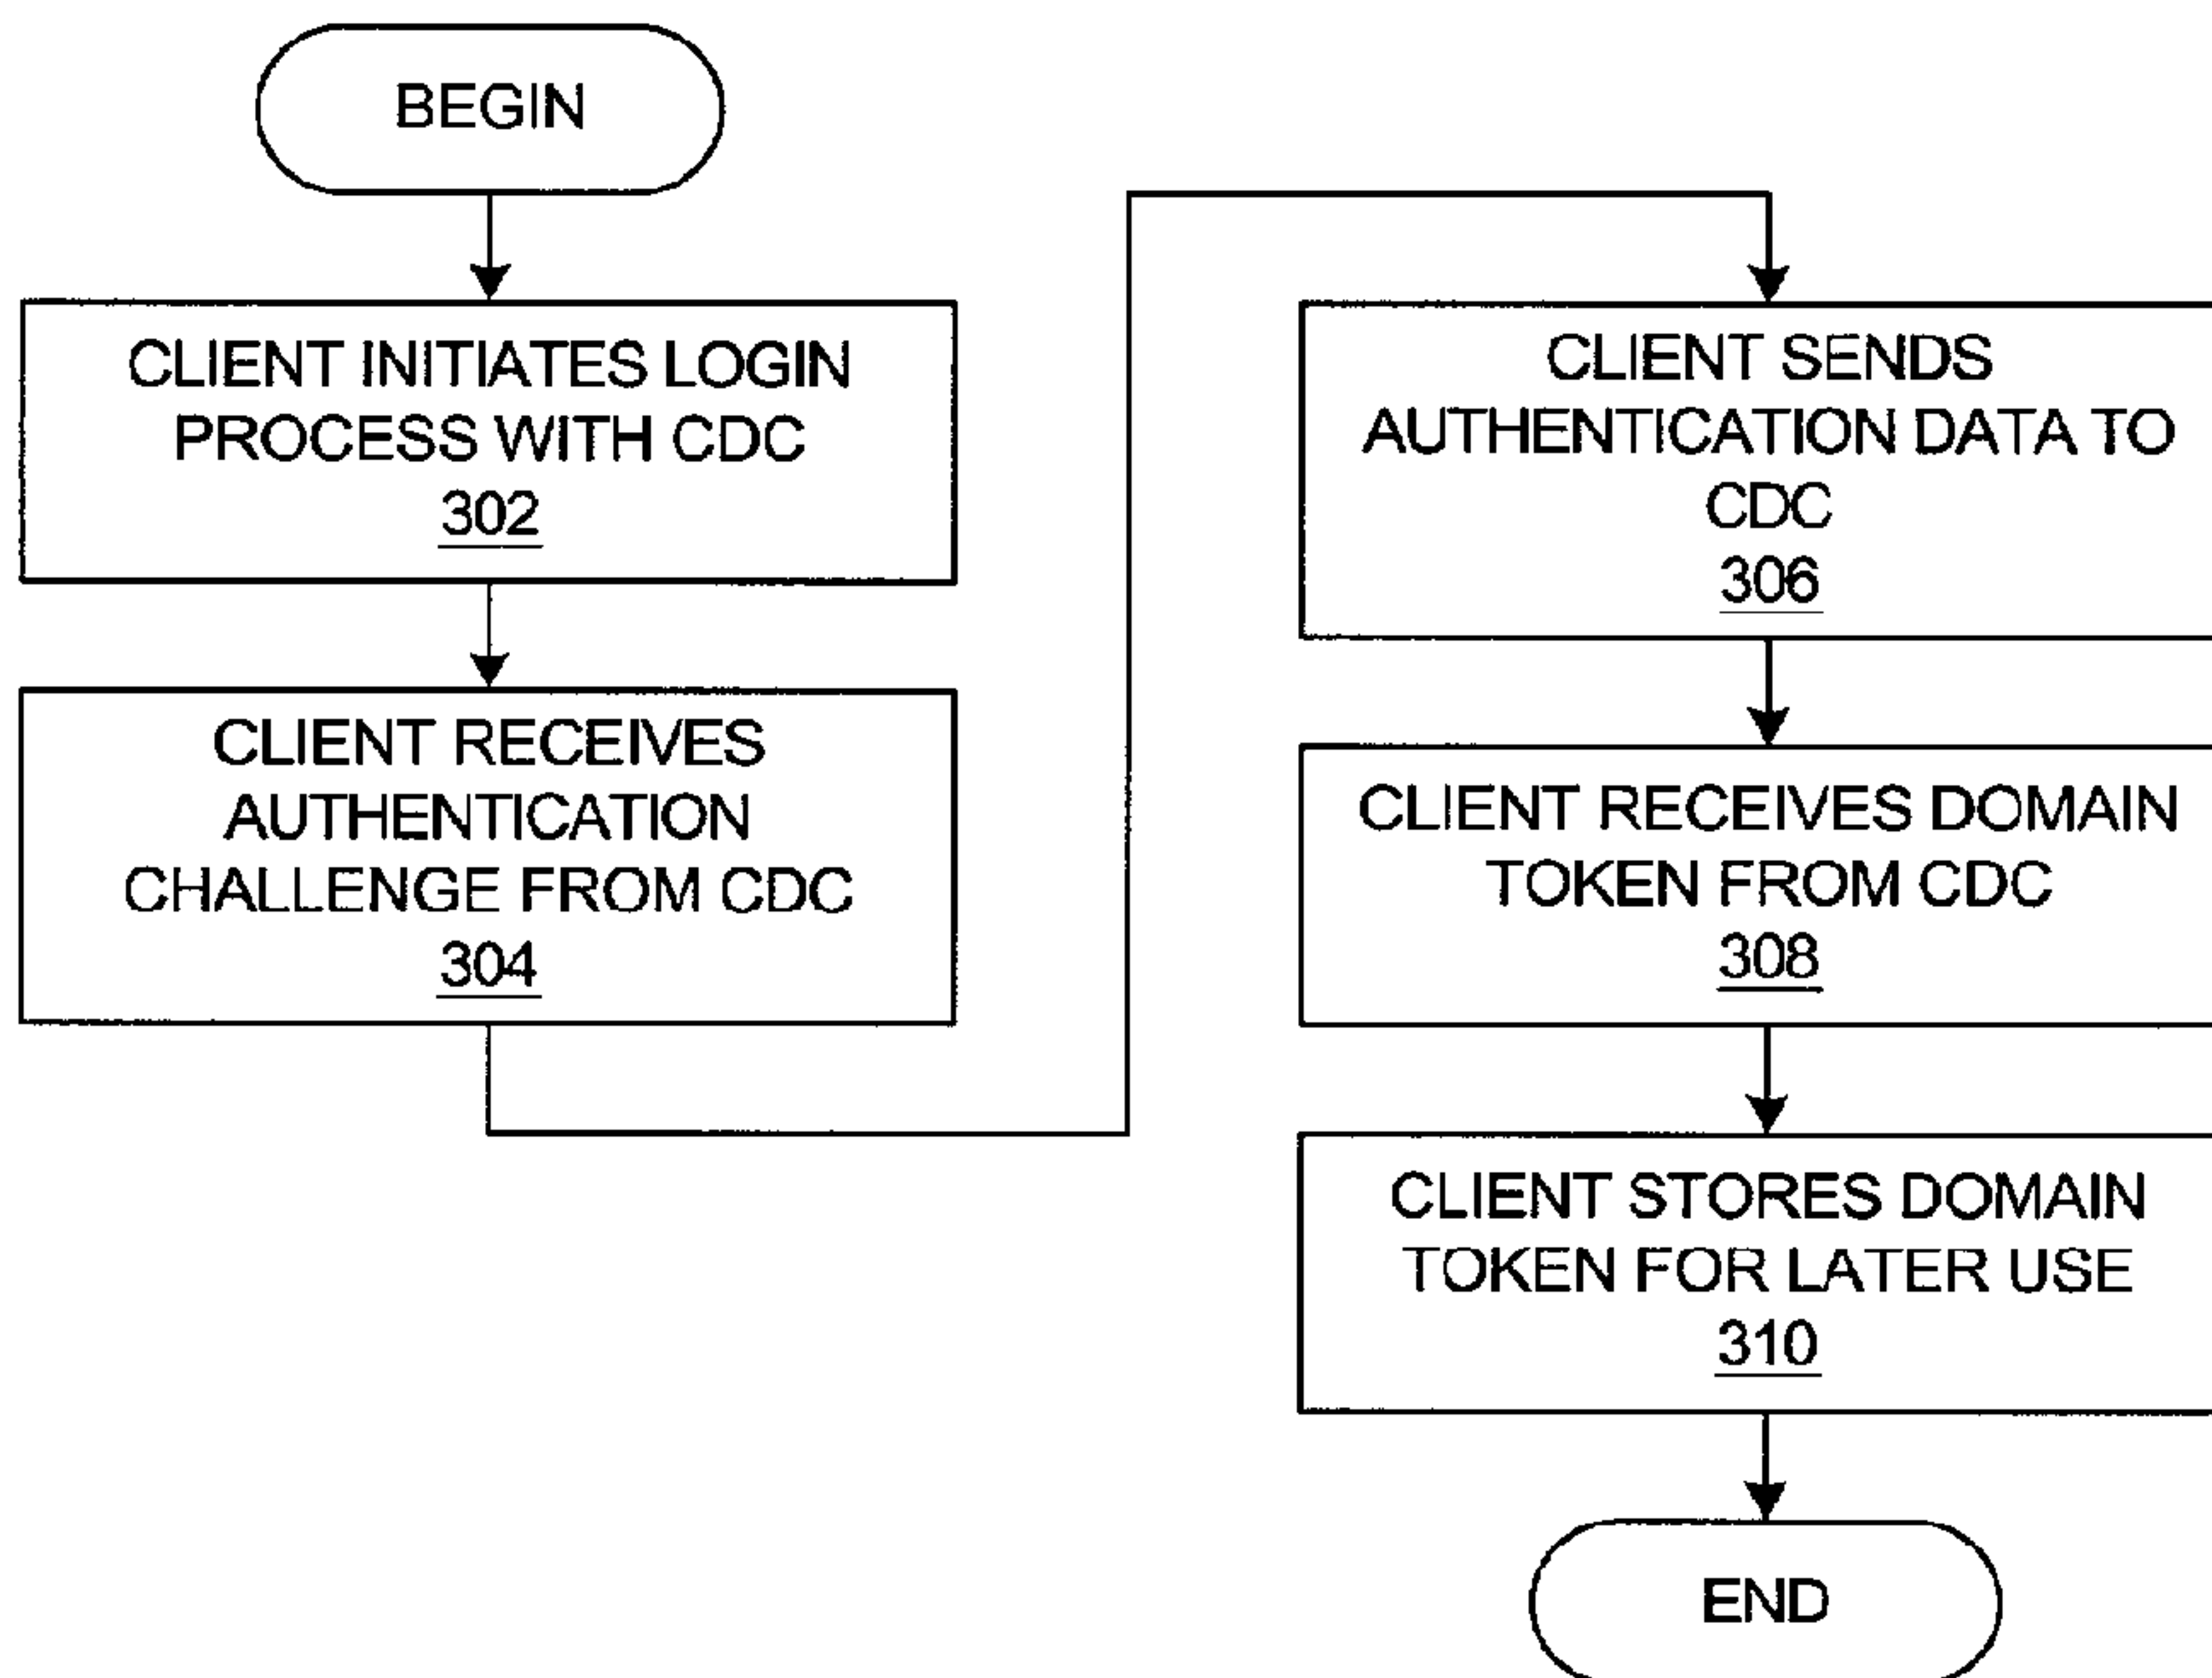 BEGIN
CLIENT INITIATES LOGIN
PROCESS WITH CDC
302
CLIENT RECEIVES
AUTHENTICATION
CHALLENGE FROM CDC
304
CLIENT SENDS
AUTHENTICATION DATA TO
CDC
306
CLIENT RECEIVES DOMAIN
TOKEN FROM CDC
308
CLIENT STORES DOMAIN
TOKEN FOR LATER USE
310
END